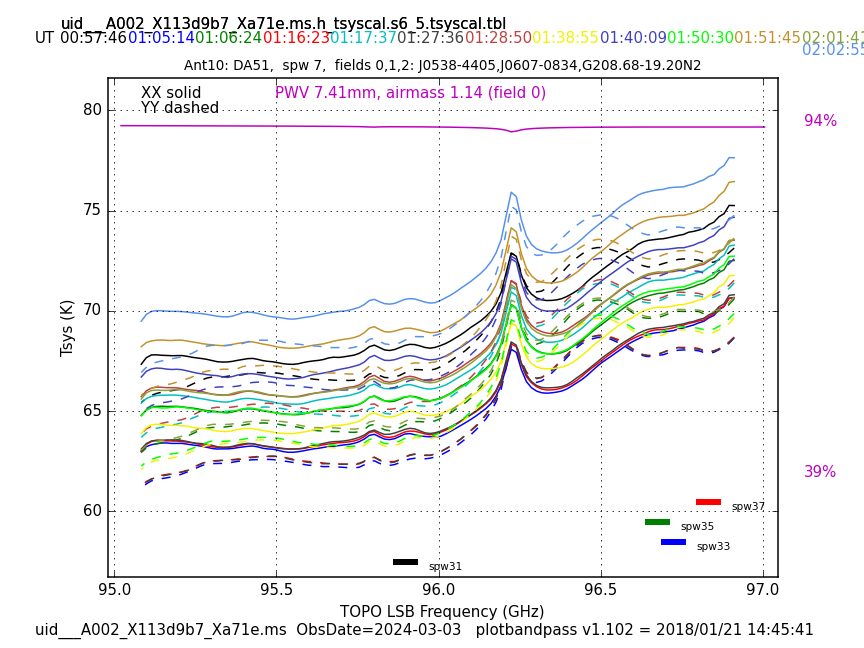 uid___A002_X113d9b7_Xa71e.ms.h_tsyscal.s6_5.tsyscal.tbl
UT 00:57:46 01:05:14 01:06:24 01:16:23 01:17:37 01:27:36 01:28:50 01:38:55 01:40:09 01:50:30 01:51:45 02:01:4
02:02:55
Ant10: DA51, spw 7, fields 0,1,2: J0538-4405,J0607-0834,G208.68-19.20N2
XX solid
PWV 7.41mm, airmass 1.14 (field 0)
YY dashed
80
94%
75
70
Tsys (K)
65
39%
60
spw37
spw35
spw33
spw31
95.0 95.5 96.0 96.5 97.0
TOPO LSB Frequency (GHz)
uid___A002_X113d9b7_Xa71e.ms ObsDate=2024-03-03 plotbandpass v1.102 = 2018/01/21 14:45:41